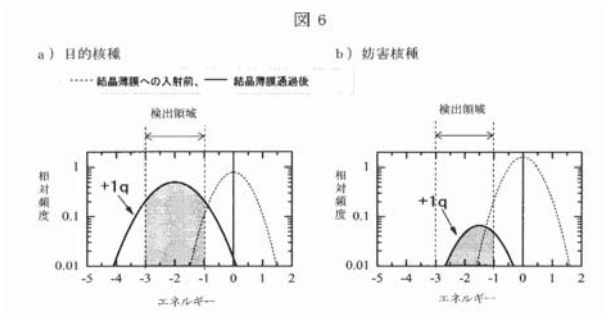 図 6
a) 目的核種
b) 妨害核種
結晶薄膜への入射前、 結晶薄膜通過後
検出領域
+1q
相対頻度
1
0.1
0.01
-5 -4 -3 -2 -1 0 1 2
エネルギー
検出領域
+1q
相対頻度
1
0.1
0.01
-5 -4 -3 -2 -1 0 1 2
エネルギー